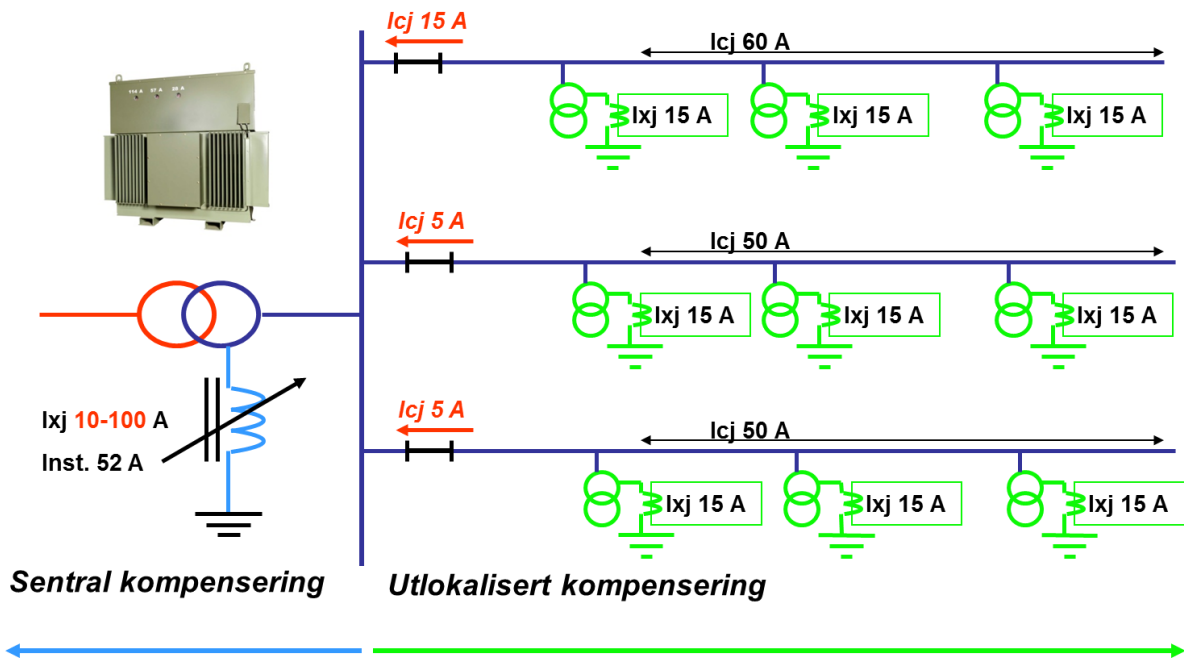 Icj 15 A
Icj 60 A
Ixj 15 A
Ixj 15 A
Ixj 15 A
Icj 5 A
Icj 50 A
Ixj 15 A
Ixj 15 A
Ixj 15 A
Ixj 10-100 A
Inst. 52 A
Icj 5 A
Icj 50 A
Ixj 15 A
Ixj 15 A
Ixj 15 A
Sentral kompensering
Utlokalisert kompensering